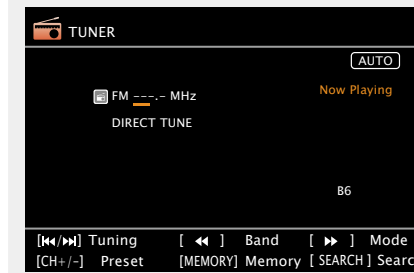 TUNER
AUTO
FM ---.- MHz
Now Playing
DIRECT TUNE
B6
[⏮/⏭] Tuning [ ◀◀ ] Band [ ▶▶ ] Mode
[CH+/-] Preset [MEMORY] Memory [ SEARCH ] Searc